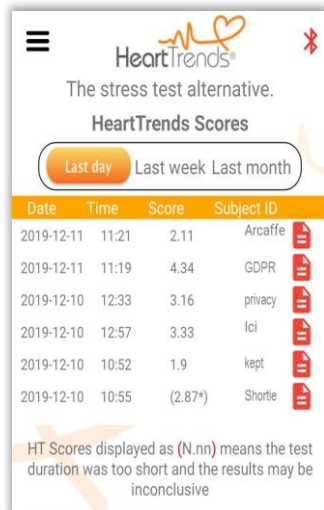 HeartTrends®
The stress test alternative.
HeartTrends Scores
Last day Last week Last month
Date Time Score Subject ID
2019-12-11 11:21 2.11 Arcaffe
2019-12-11 11:19 4.34 GDPR
2019-12-10 12:33 3.16 privacy
2019-12-10 12:57 3.33 Ici
2019-12-10 10:52 1.9 kept
2019-12-10 10:55 (2.87*) Shortie
HT Scores displayed as (N.nn) means the test
duration was too short and the results may be
inconclusive